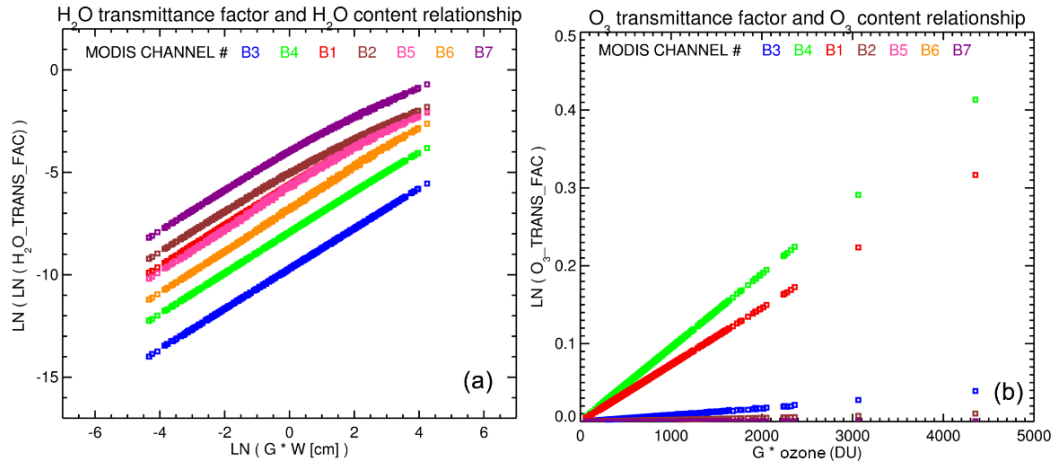 H₂O transmittance factor and H₂O content relationship
MODIS CHANNEL # B3 B4 B1 B2 B5 B6 B7
LN ( LN ( H₂O_TRANS_FAC) )
0
-5
-10
-15
(a)
-6 -4 -2 0 2 4 6
LN ( G * W [cm] )
O₃ transmittance factor and O₃ content relationship
MODIS CHANNEL # B3 B4 B1 B2 B5 B6 B7
LN ( O₃_TRANS_FAC)
0.5
0.4
0.3
0.2
0.1
0.0
(b)
0 1000 2000 3000 4000 5000
G * ozone (DU)